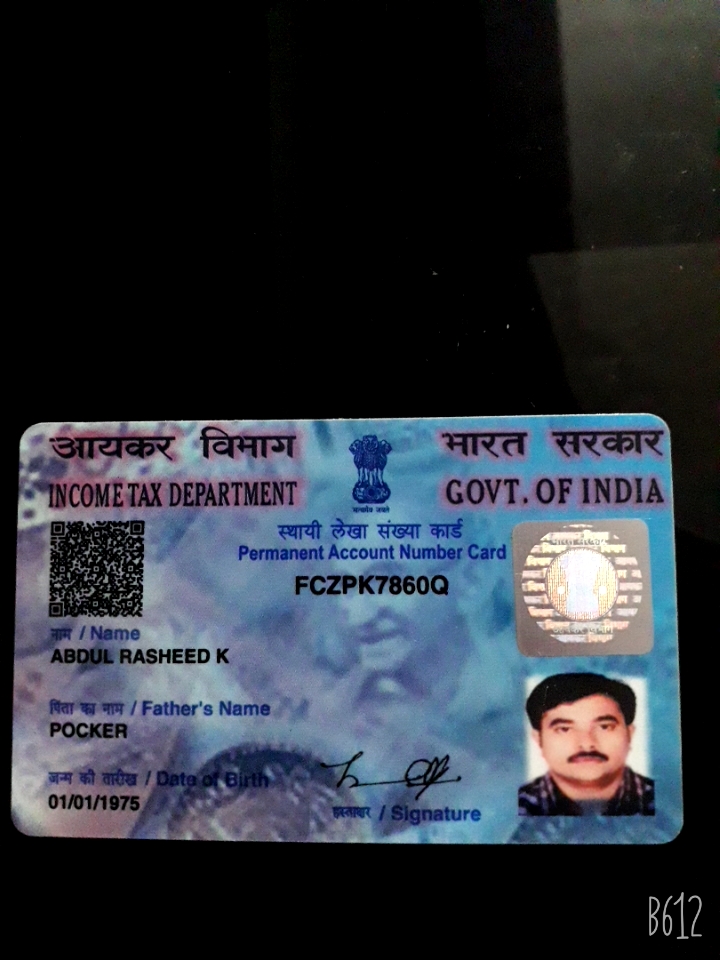 आयकर विभाग
भारत सरकार
INCOME TAX DEPARTMENT
GOVT. OF INDIA
सत्यमेव जयते
स्थायी लेखा संख्या कार्ड
Permanent Account Number Card
FCZPK7860Q
नाम / Name
ABDUL RASHEED K
पिता का नाम / Father's Name
POCKER
जन्म की तारीख / Date of Birth
01/01/1975
हस्ताक्षर / Signature
B612